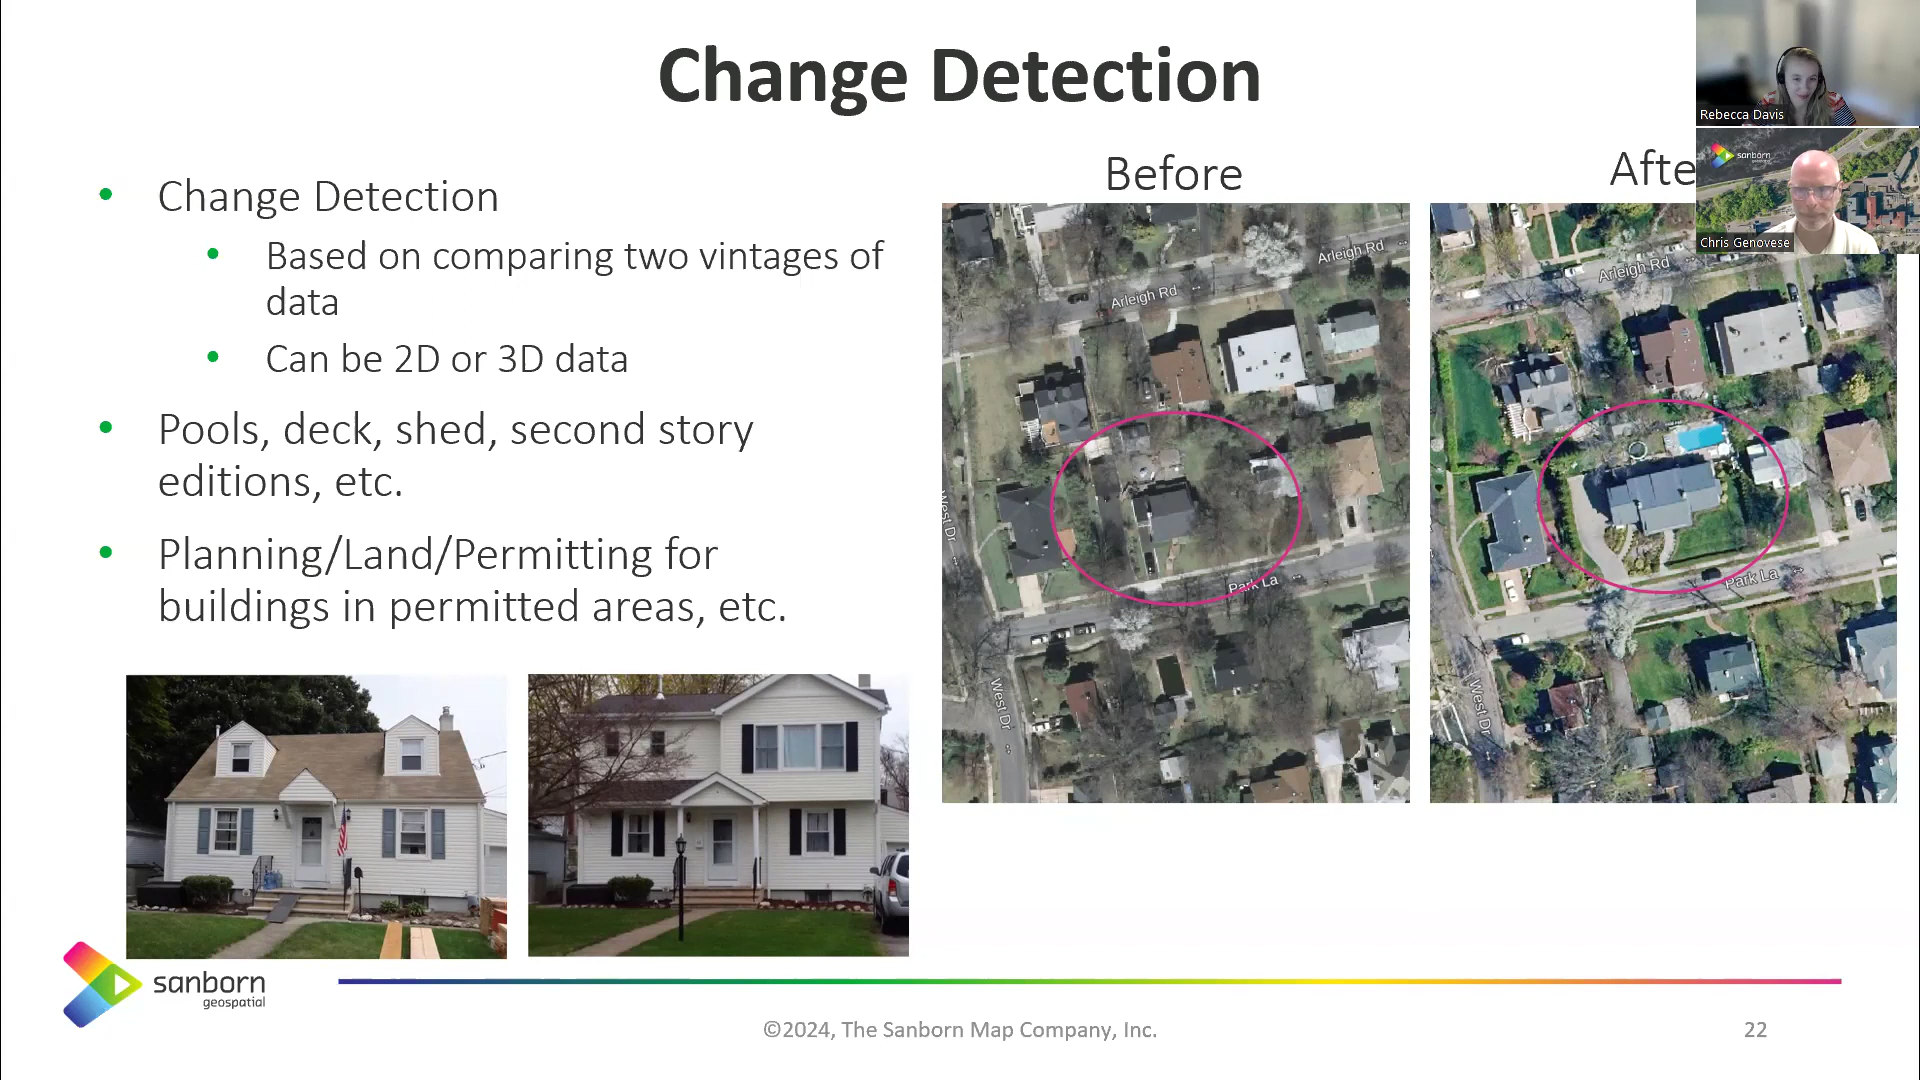 Change Detection
Rebecca Davis
sanborn
Chris Genovese
Change Detection
Based on comparing two vintages of
data
Can be 2D or 3D data
Pools, deck, shed, second story
editions, etc.
Planning/Land/Permitting for
buildings in permitted areas, etc.
Before
Arleigh Rd
Arleigh Rd
West Dr
Park La
West Dr
Afte
Arleigh Rd
Park La
West Dr
sanborn
geospatial
©2024, The Sanborn Map Company, Inc.
22